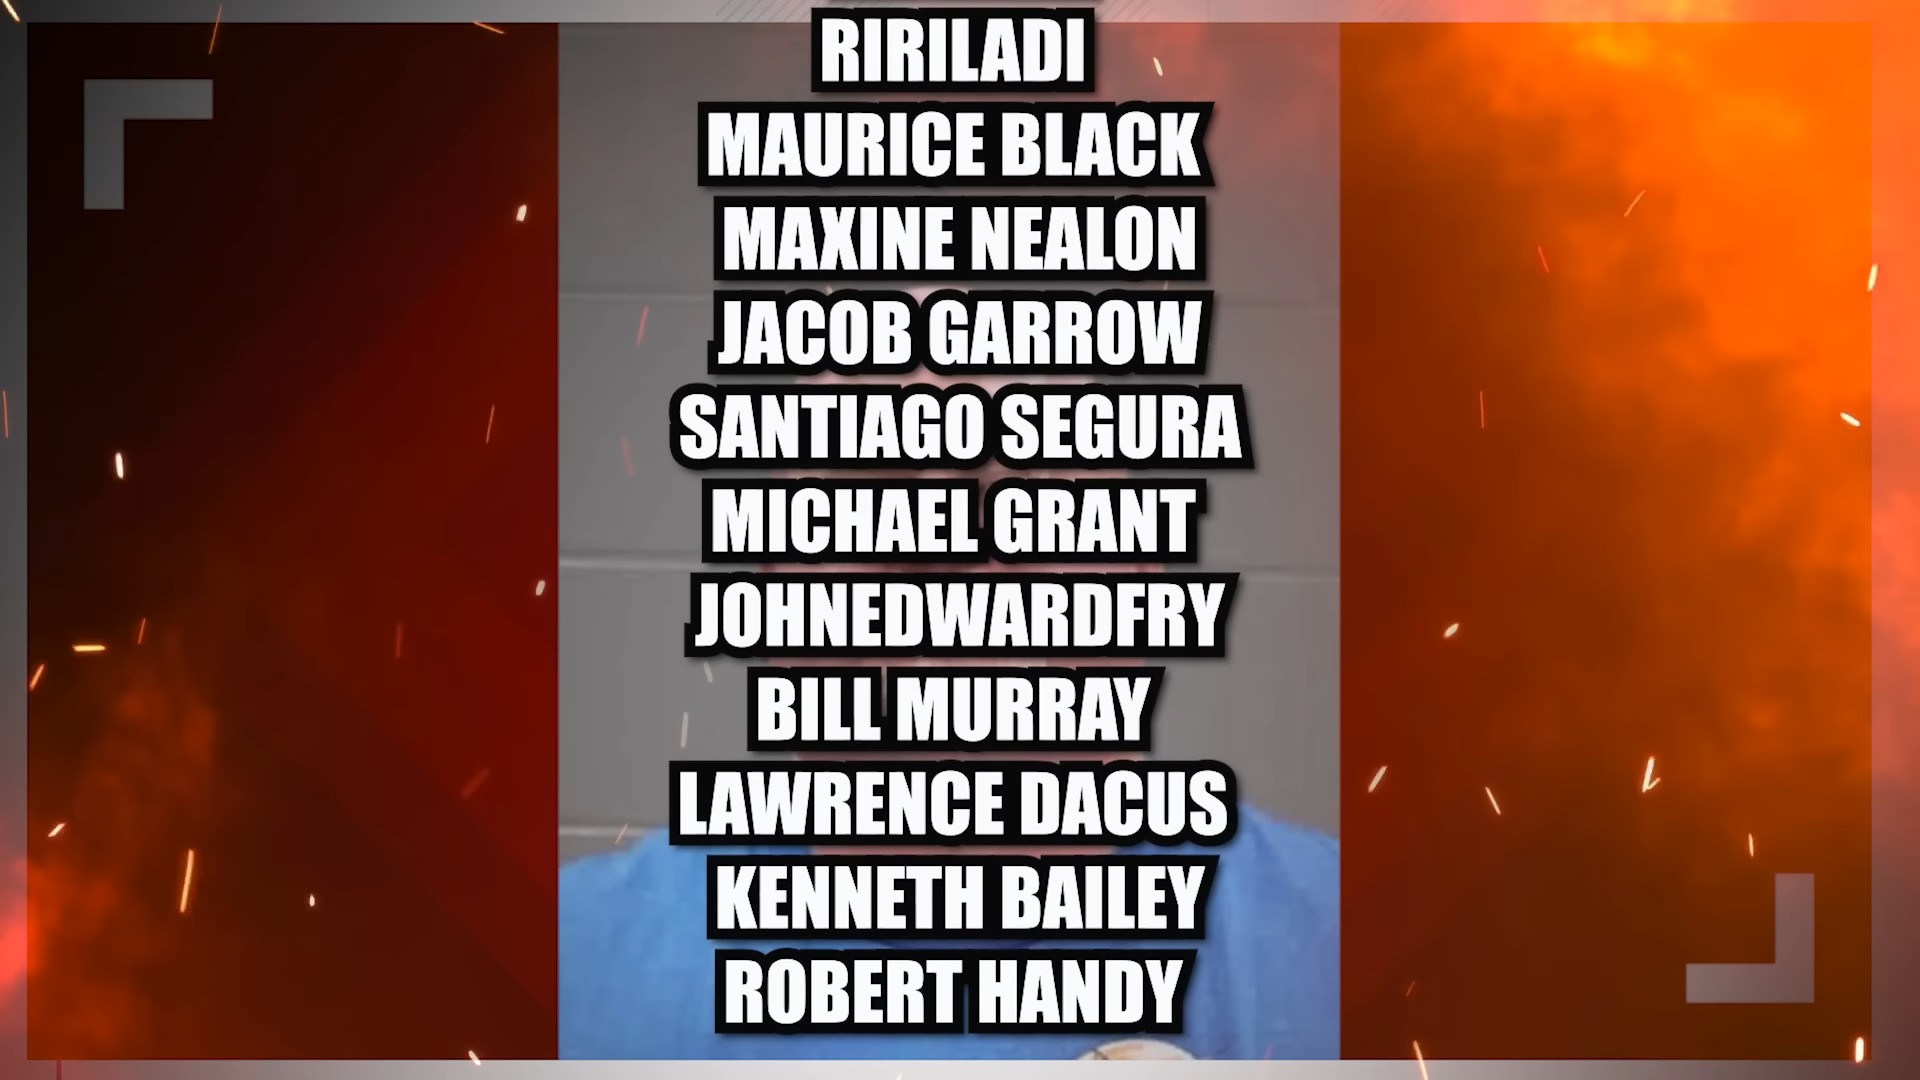 RIRILADI
MAURICE BLACK
MAXINE NEALON
JACOB GARROW
SANTIAGO SEGURA
MICHAEL GRANT
JOHNEDWARDFRY
BILL MURRAY
LAWRENCE DACUS
KENNETH BAILEY
ROBERT HANDY